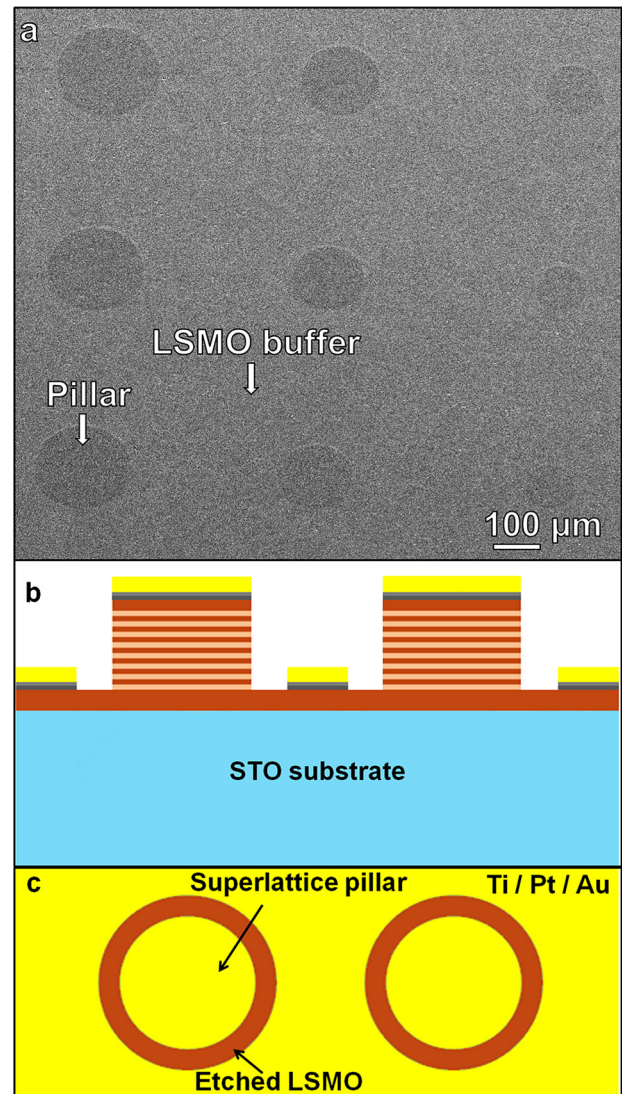 a
LSMO buffer
Pillar
100 µm
b
STO substrate
c
Superlattice pillar
Ti / Pt / Au
Etched LSMO